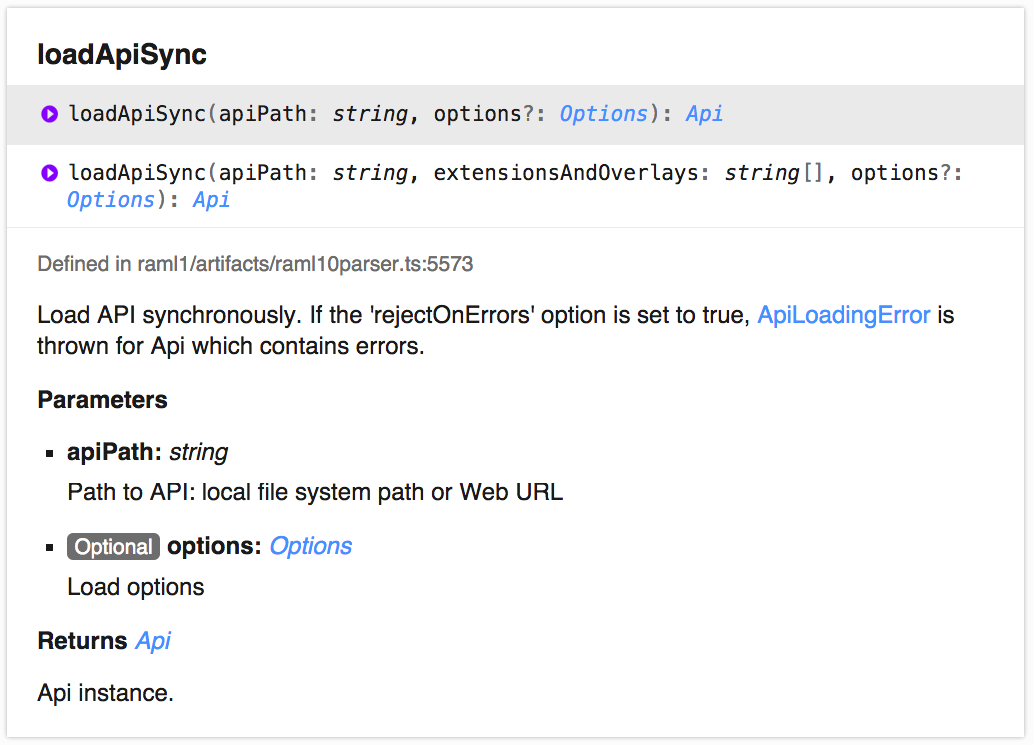 loadApiSync
loadApiSync(apiPath: string, options?: Options): Api
loadApiSync(apiPath: string, extensionsAndOverlays: string[], options?:
Options): Api
Defined in raml1/artifacts/raml10parser.ts:5573
Load API synchronously. If the 'rejectOnErrors' option is set to true, ApiLoadingError is
thrown for Api which contains errors.
Parameters
apiPath: string
Path to API: local file system path or Web URL
Optional options: Options
Load options
Returns Api
Api instance.